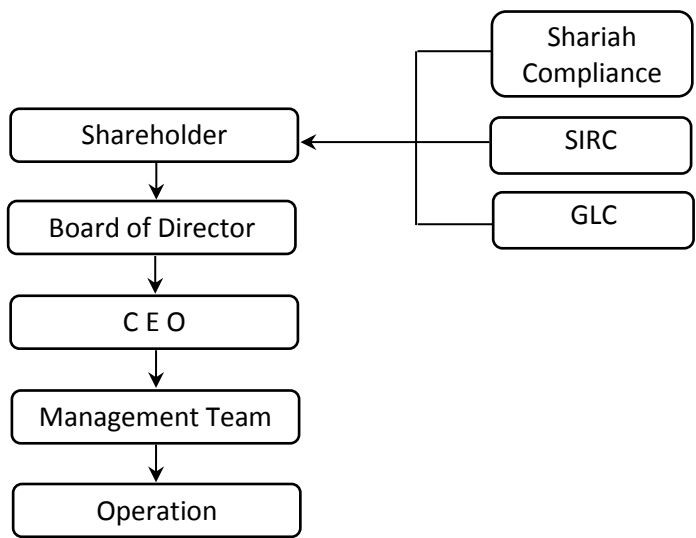 Shariah
Compliance
Shareholder
SIRC
Board of Director
GLC
C E O
Management Team
Operation